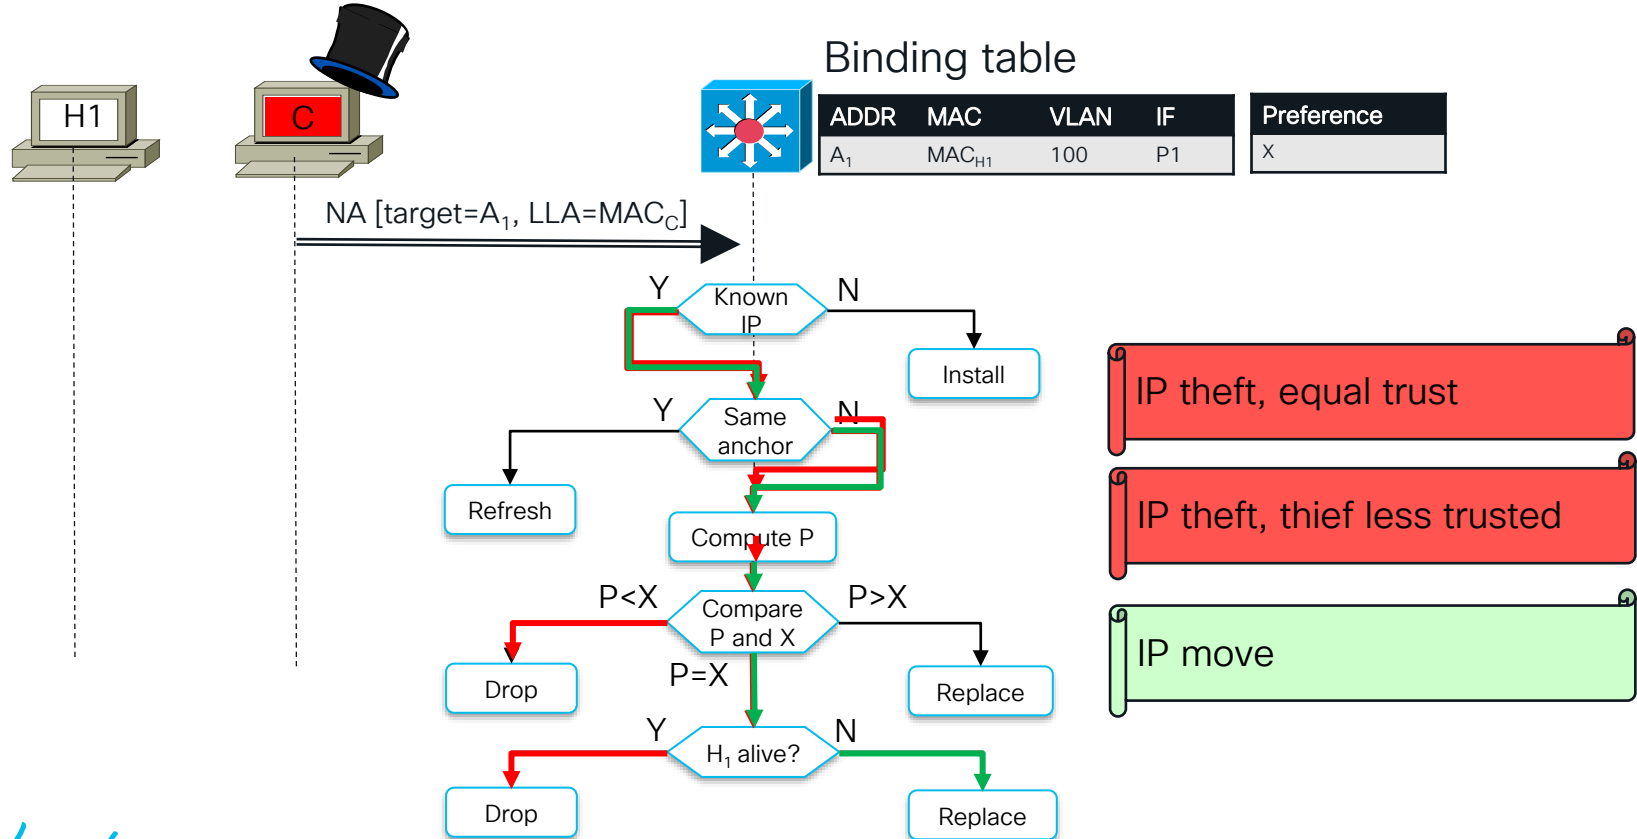 Binding table
H1
C
ADDR MAC VLAN IF Preference
A1 MACH1 100 P1 X
NA [target=A1, LLA=MACC]
Y Known N
IP
Install
IP theft, equal trust
Y Same N
anchor
Refresh
IP theft, thief less trusted
Compute P
P<X Compare P>X
P and X
IP move
Drop P=X Replace
Y H1 alive? N
Drop Replace